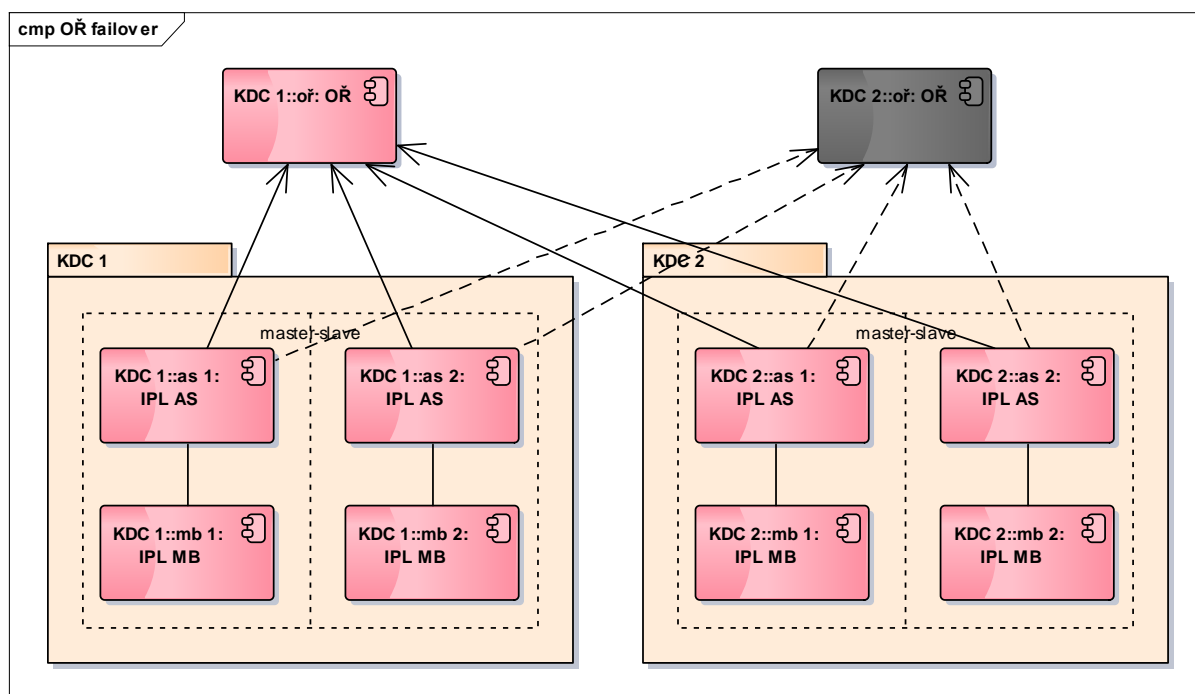 cmp OŘ failover
KDC 1::oř: OŘ
KDC 2::oř: OŘ
KDC 1
KDC 2
master-slave
master-slave
KDC 1::as 1:
IPL AS
KDC 1::as 2:
IPL AS
KDC 2::as 1:
IPL AS
KDC 2::as 2:
IPL AS
KDC 1::mb 1:
IPL MB
KDC 1::mb 2:
IPL MB
KDC 2::mb 1:
IPL MB
KDC 2::mb 2:
IPL MB